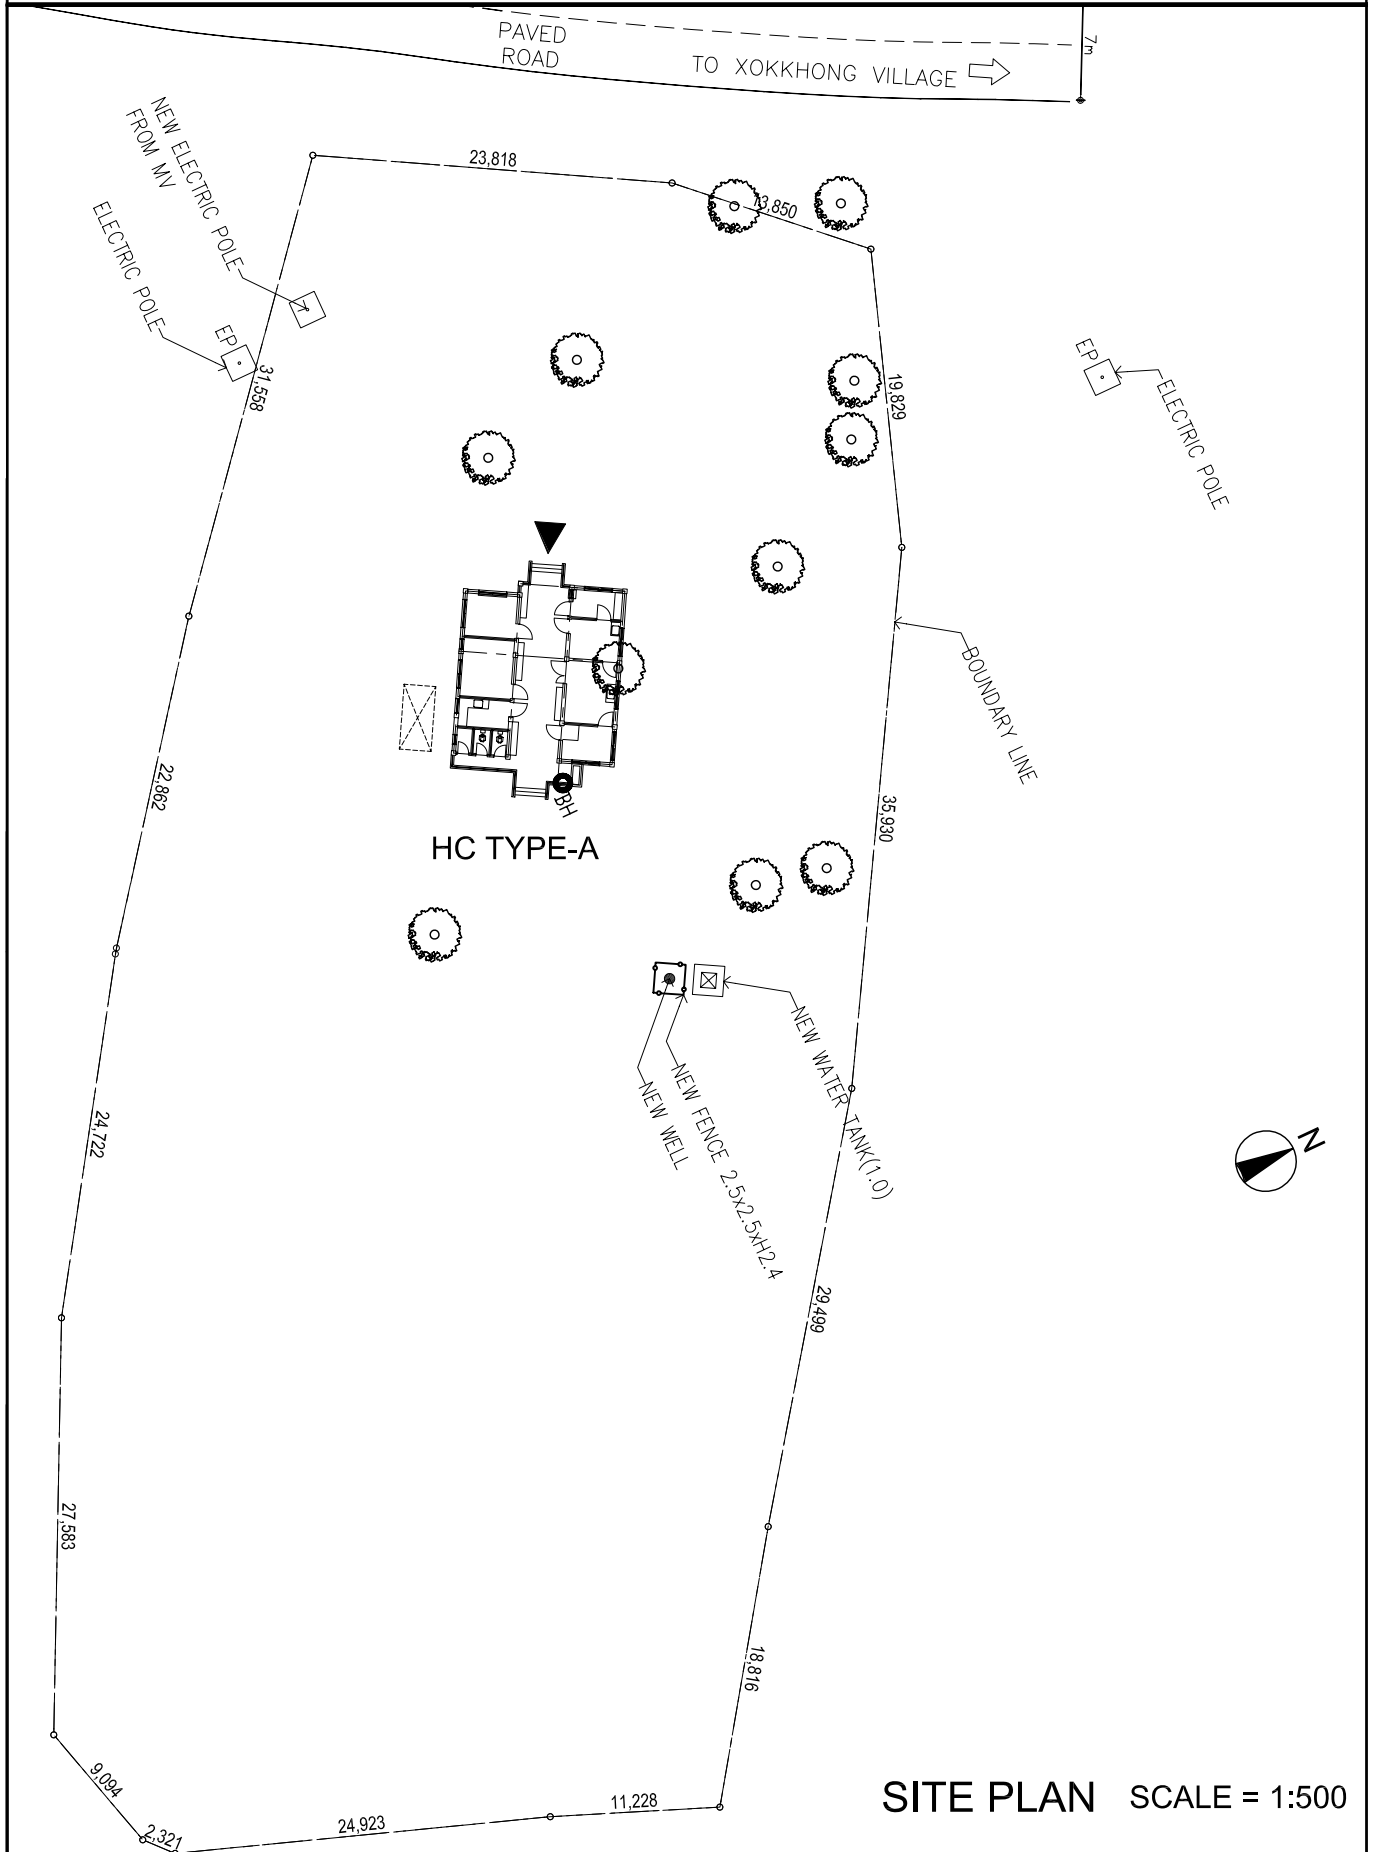 PAVED
ROAD
TO XOKKHONG VILLAGE
7m
NEW ELECTRIC POLE
FROM MV
ELECTRIC POLE
EP
23,818
13,850
31,558
19,829
EP
ELECTRIC POLE
BOUNDARY LINE
22,862
35,930
BH
HC TYPE-A
NEW WATER TANK(1.0)
NEW FENCE 2.5x2.5xH2.4
NEW WELL
24,722
N
29,499
27,583
18,816
9,094
2,321
24,923
11,228
SITE PLAN SCALE = 1:500